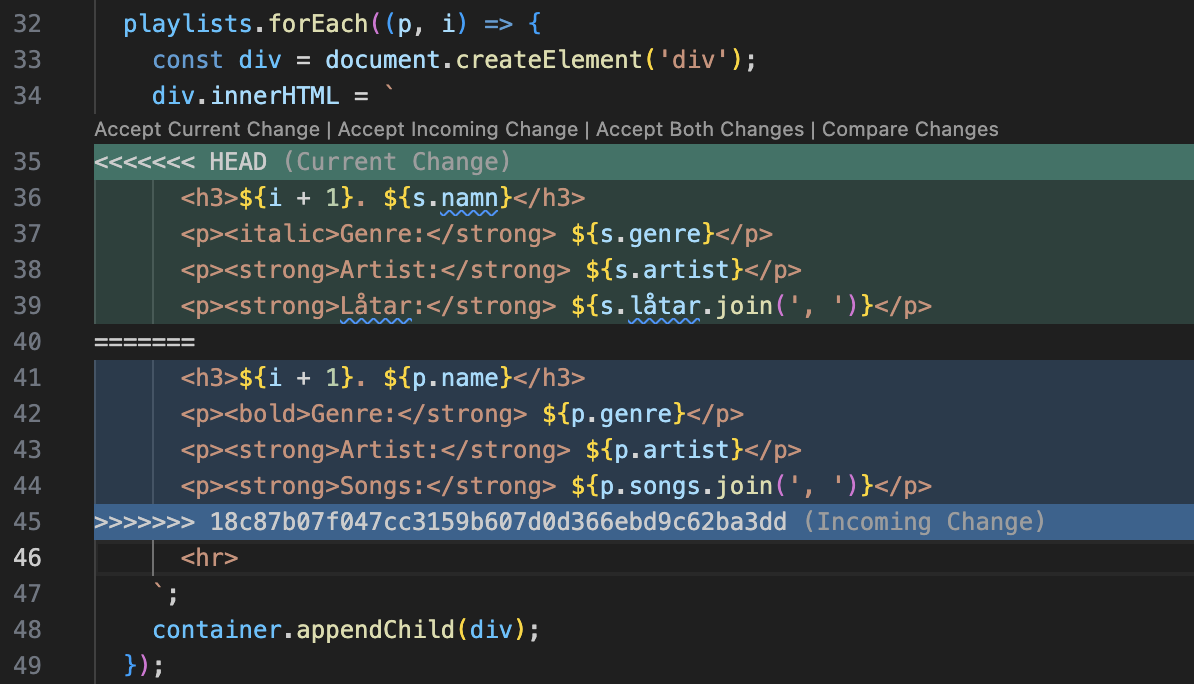 32 playlists.forEach((p, i) => {
33 const div = document.createElement('div');
34 div.innerHTML = `
Accept Current Change | Accept Incoming Change | Accept Both Changes | Compare Changes
35 <<<<<<< HEAD (Current Change)
36 <h3>${i + 1}. ${s.namn}</h3>
37 <p><italic>Genre:</strong> ${s.genre}</p>
38 <p><strong>Artist:</strong> ${s.artist}</p>
39 <p><strong>Låtar:</strong> ${s.låtar.join(', ')}</p>
40 =======
41 <h3>${i + 1}. ${p.name}</h3>
42 <p><bold>Genre:</strong> ${p.genre}</p>
43 <p><strong>Artist:</strong> ${p.artist}</p>
44 <p><strong>Songs:</strong> ${p.songs.join(', ')}</p>
45 >>>>>>> 18c87b07f047cc3159b607d0d366ebd9c62ba3dd (Incoming Change)
46 <hr>
47 `;
48 container.appendChild(div);
49 });